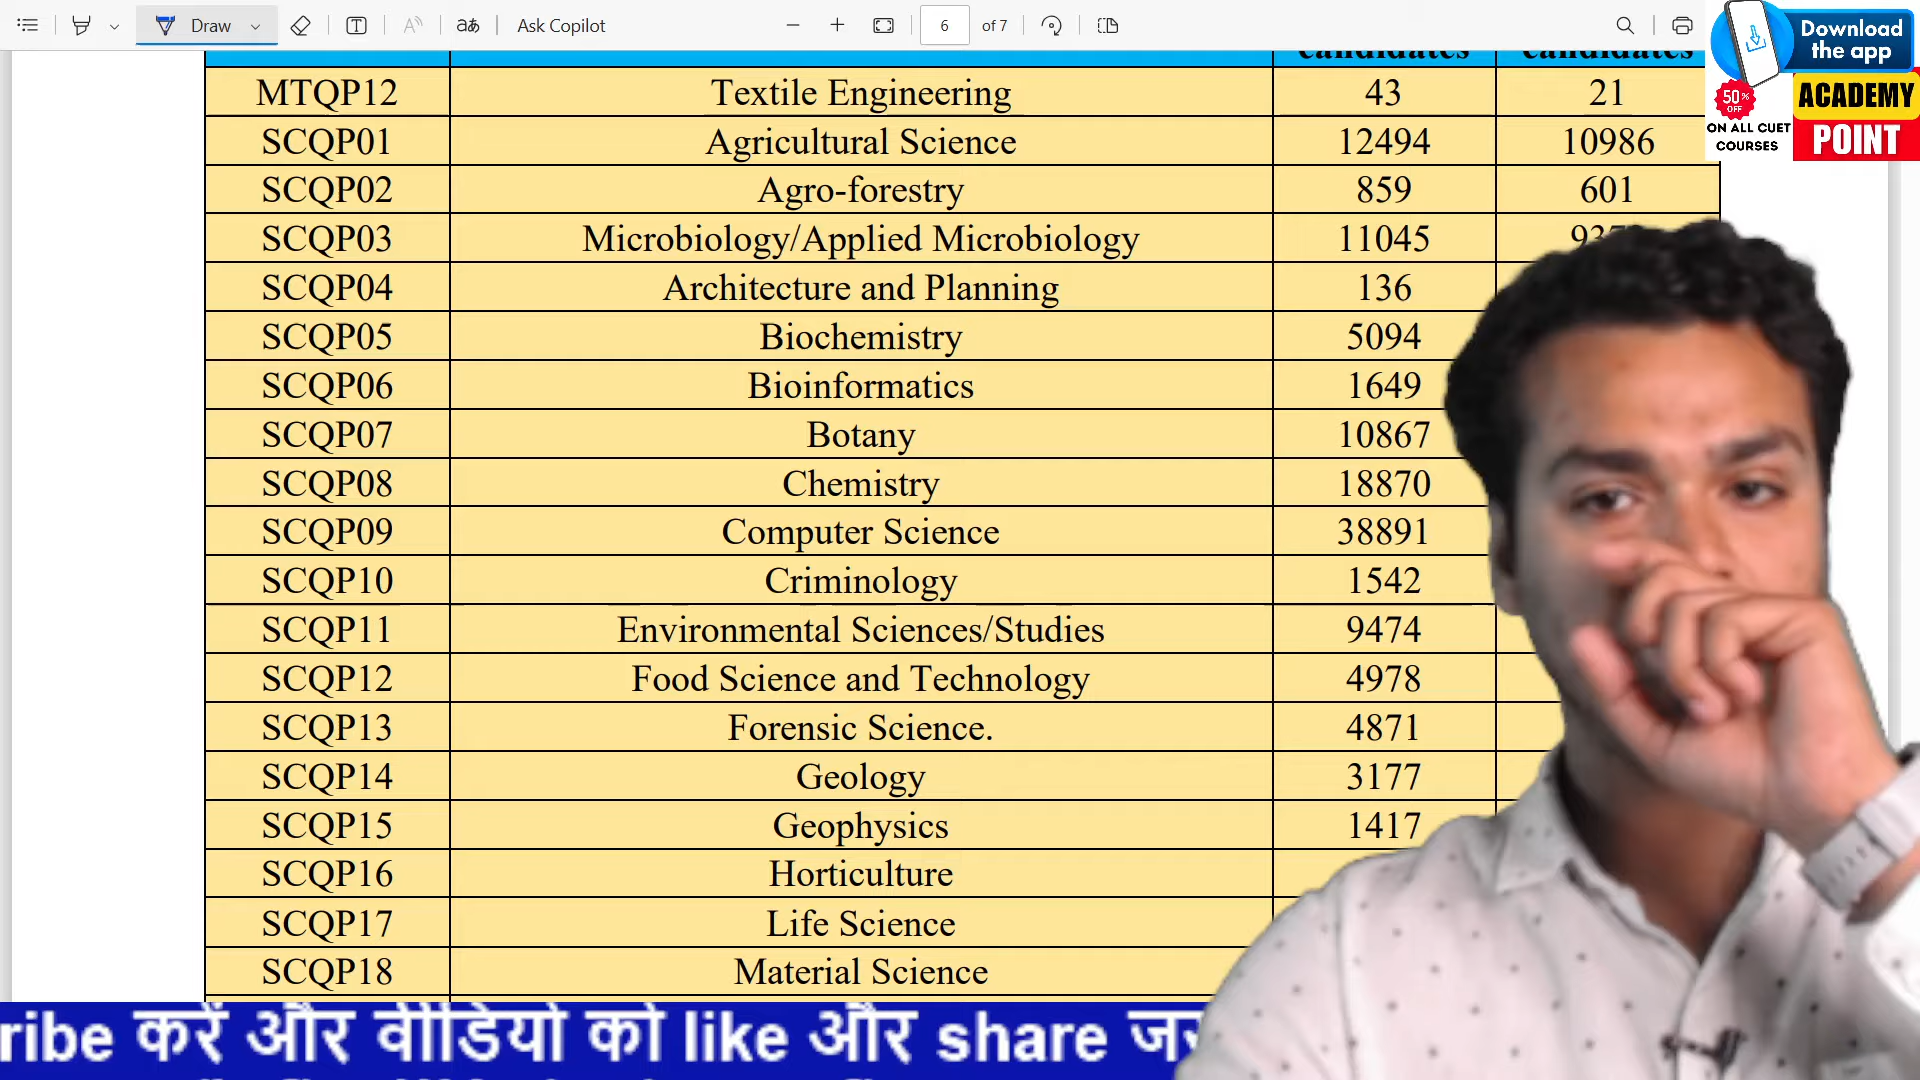 Draw
Ask Copilot
6 of 7
Download
the app
50%
OFF
ON ALL CUET
COURSES
ACADEMY
POINT
candidates candidates
MTQP12 Textile Engineering 43 21
SCQP01 Agricultural Science 12494 10986
SCQP02 Agro-forestry 859 601
SCQP03 Microbiology/Applied Microbiology 11045
SCQP04 Architecture and Planning 136
SCQP05 Biochemistry 5094
SCQP06 Bioinformatics 1649
SCQP07 Botany 10867
SCQP08 Chemistry 18870
SCQP09 Computer Science 38891
SCQP10 Criminology 1542
SCQP11 Environmental Sciences/Studies 9474
SCQP12 Food Science and Technology 4978
SCQP13 Forensic Science. 4871
SCQP14 Geology 3177
SCQP15 Geophysics 1417
SCQP16 Horticulture
SCQP17 Life Science
SCQP18 Material Science
ribe करें और वीडियो को like और share